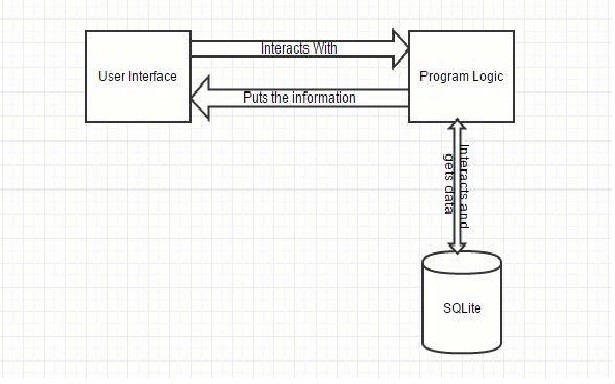 User Interface
Interacts With
Program Logic
Puts the information
Interacts and
gets data
SQLite